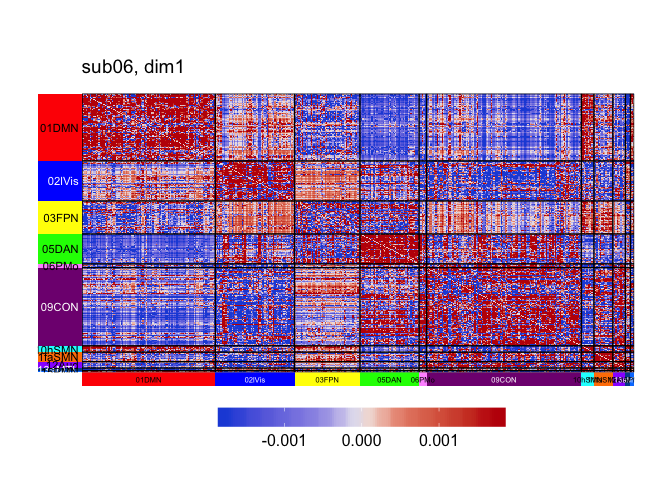 sub06, dim1
01DMN
02lVis
03FPN
05DAN
06PMo
09CON
01DMN
02lVis
03FPN
05DAN
06PMo
09CON
-0.001
0.000
0.001